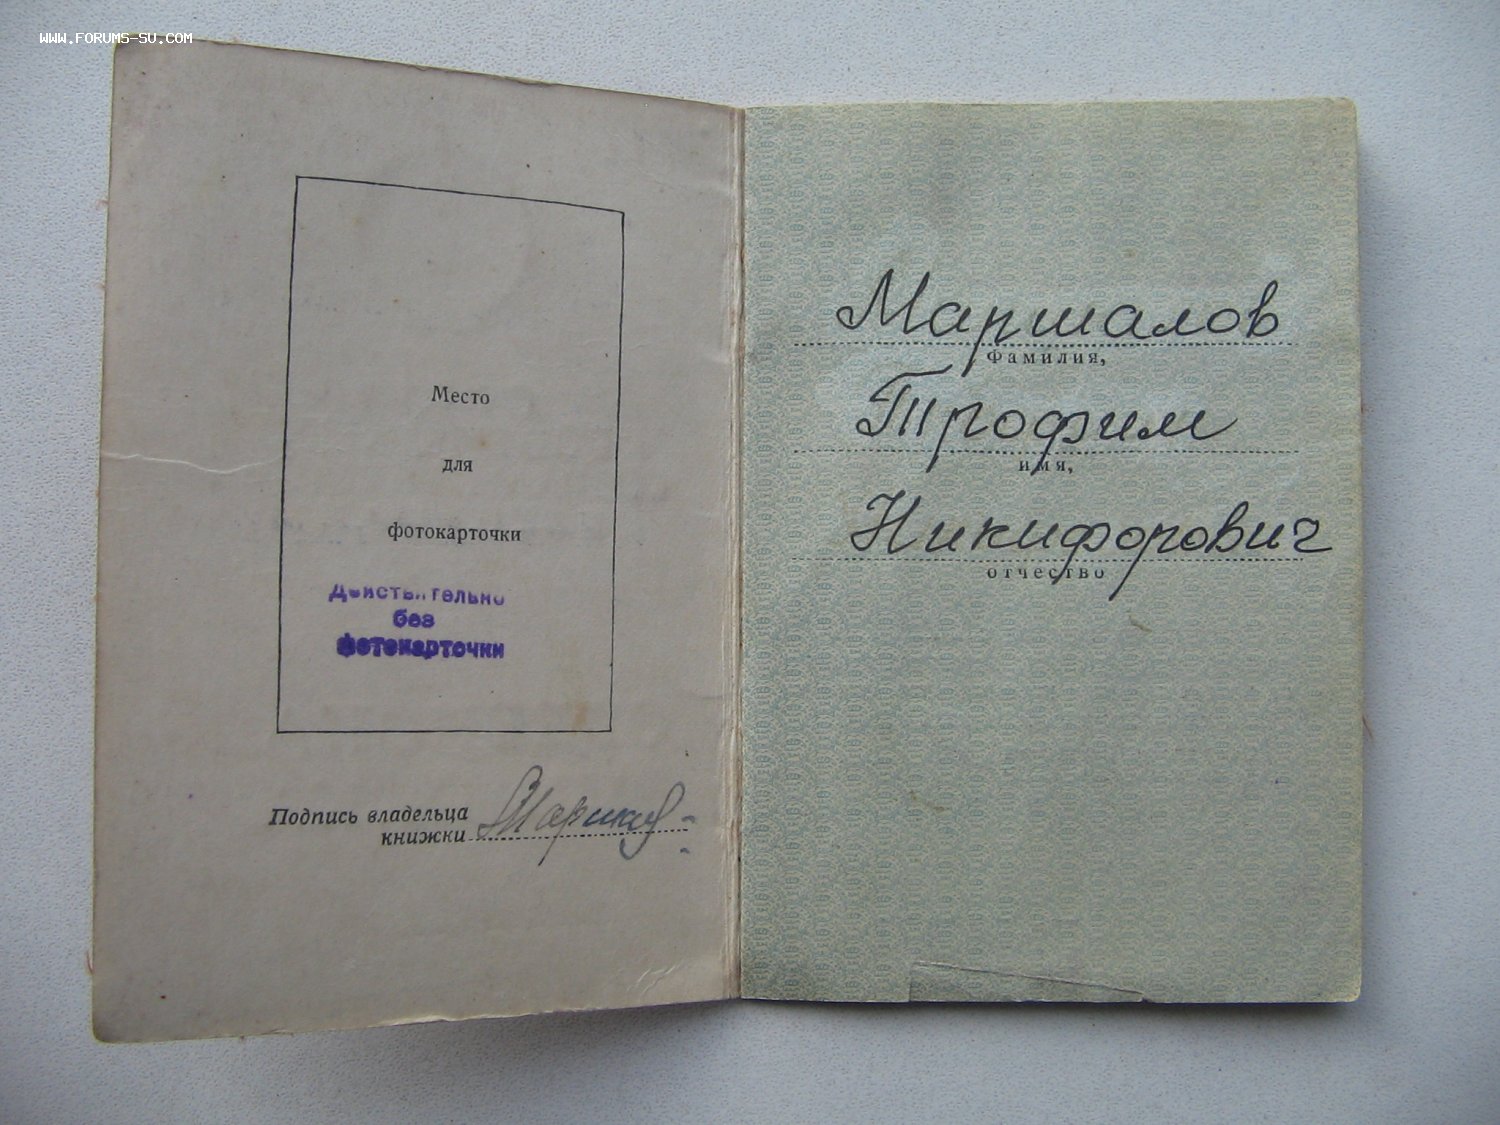 WWW.FORUMS-SU.COM
Место
для
фотокарточки
Действительно
без
фотокарточки
Подпись владельца
книжки
Маршалов
Фамилия,
Трофим
имя,
Никифорович
отчество